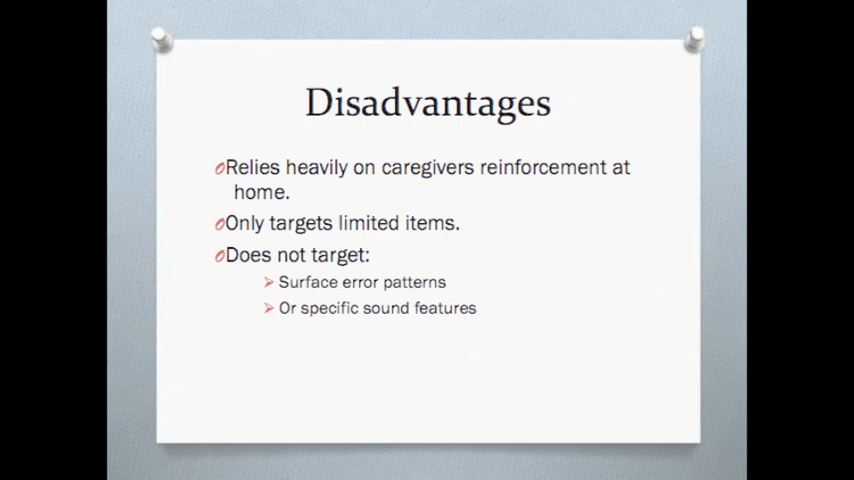 Disadvantages
Relies heavily on caregivers reinforcement at
home.
Only targets limited items.
Does not target:
Surface error patterns
Or specific sound features